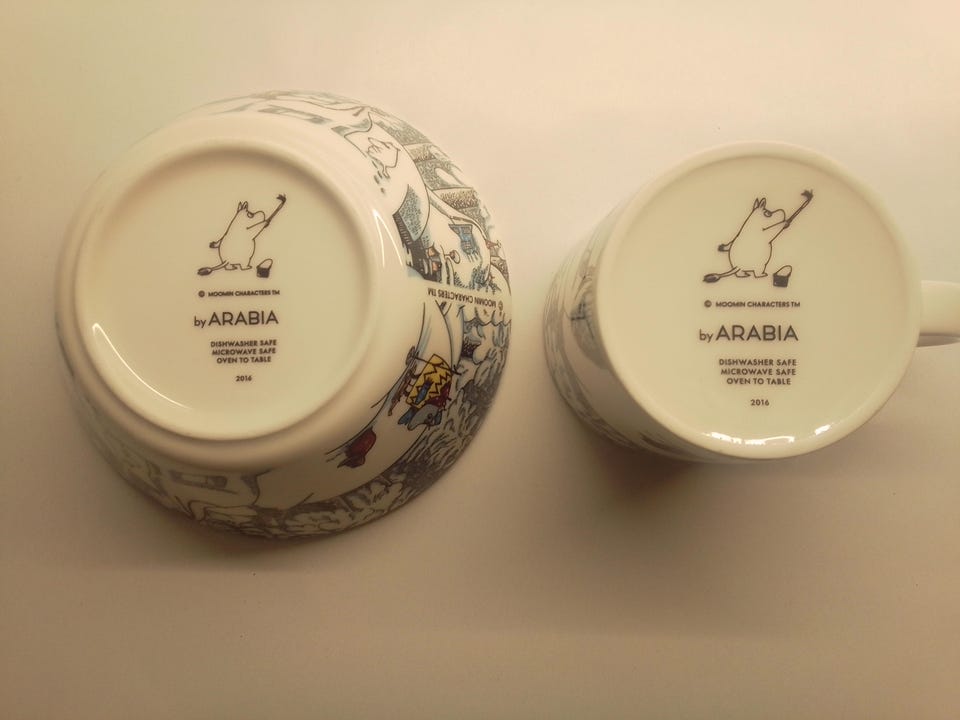 © MOOMIN CHARACTERS TM
by ARABIA
DISHWASHER SAFE
MICROWAVE SAFE
OVEN TO TABLE
2016
© MOOMIN CHARACTERS TM
© MOOMIN CHARACTERS TM
by ARABIA
DISHWASHER SAFE
MICROWAVE SAFE
OVEN TO TABLE
2016